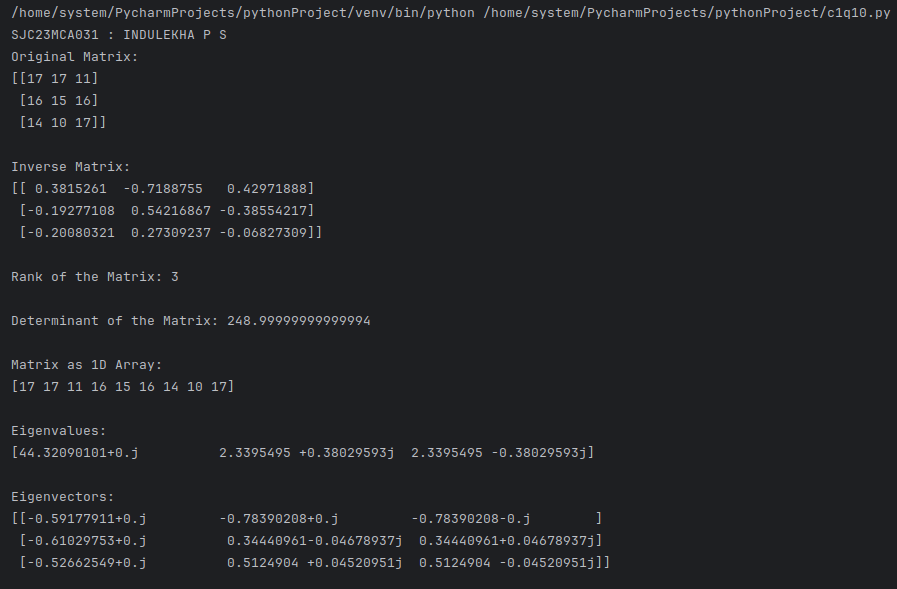 /home/system/PycharmProjects/pythonProject/venv/bin/python /home/system/PycharmProjects/pythonProject/c1q10.py
SJC23MCA031 : INDULEKHA P S
Original Matrix:
[[17 17 11]
 [16 15 16]
 [14 10 17]]

Inverse Matrix:
[[ 0.3815261  -0.7188755   0.42971888]
 [-0.19277108  0.54216867 -0.38554217]
 [-0.20080321  0.27309237 -0.06827309]]

Rank of the Matrix: 3

Determinant of the Matrix: 248.99999999999994

Matrix as 1D Array:
[17 17 11 16 15 16 14 10 17]

Eigenvalues:
[44.32090101+0.j          2.3395495 +0.38029593j  2.3395495 -0.38029593j]

Eigenvectors:
[[-0.59177911+0.j         -0.78390208+0.j         -0.78390208-0.j        ]
 [-0.61029753+0.j          0.34440961-0.04678937j  0.34440961+0.04678937j]
 [-0.52662549+0.j          0.5124904 +0.04520951j  0.5124904 -0.04520951j]]